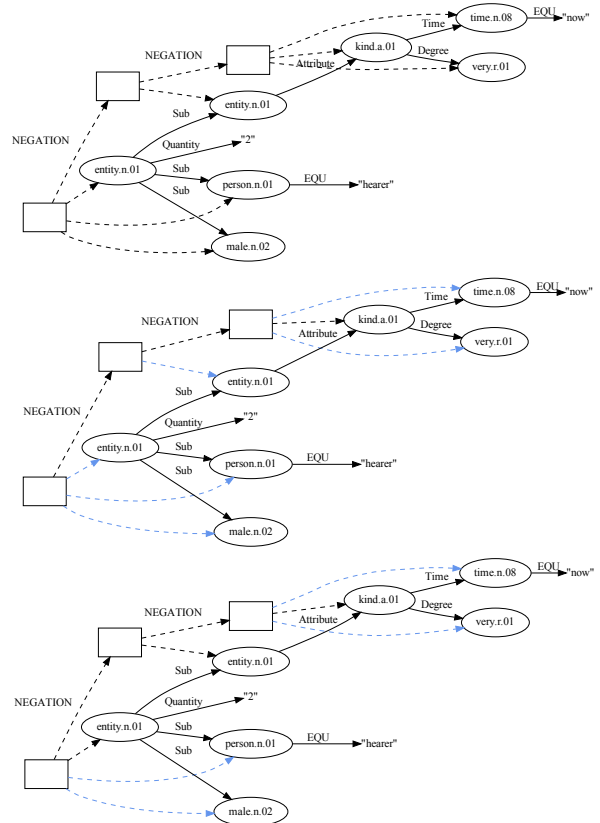 Time
time.n.08
EQU
"now"
NEGATION
kind.a.01
Degree
Attribute
very.r.01
entity.n.01
Sub
NEGATION
Quantity
"2"
entity.n.01
Sub
EQU
person.n.01
"hearer"
Sub
male.n.02
Time
time.n.08
EQU
"now"
NEGATION
kind.a.01
Degree
Attribute
very.r.01
entity.n.01
Sub
NEGATION
Quantity
"2"
entity.n.01
Sub
EQU
person.n.01
"hearer"
Sub
male.n.02
Time
time.n.08
EQU
"now"
NEGATION
kind.a.01
Degree
Attribute
very.r.01
entity.n.01
Sub
NEGATION
Quantity
"2"
entity.n.01
Sub
EQU
person.n.01
"hearer"
Sub
male.n.02